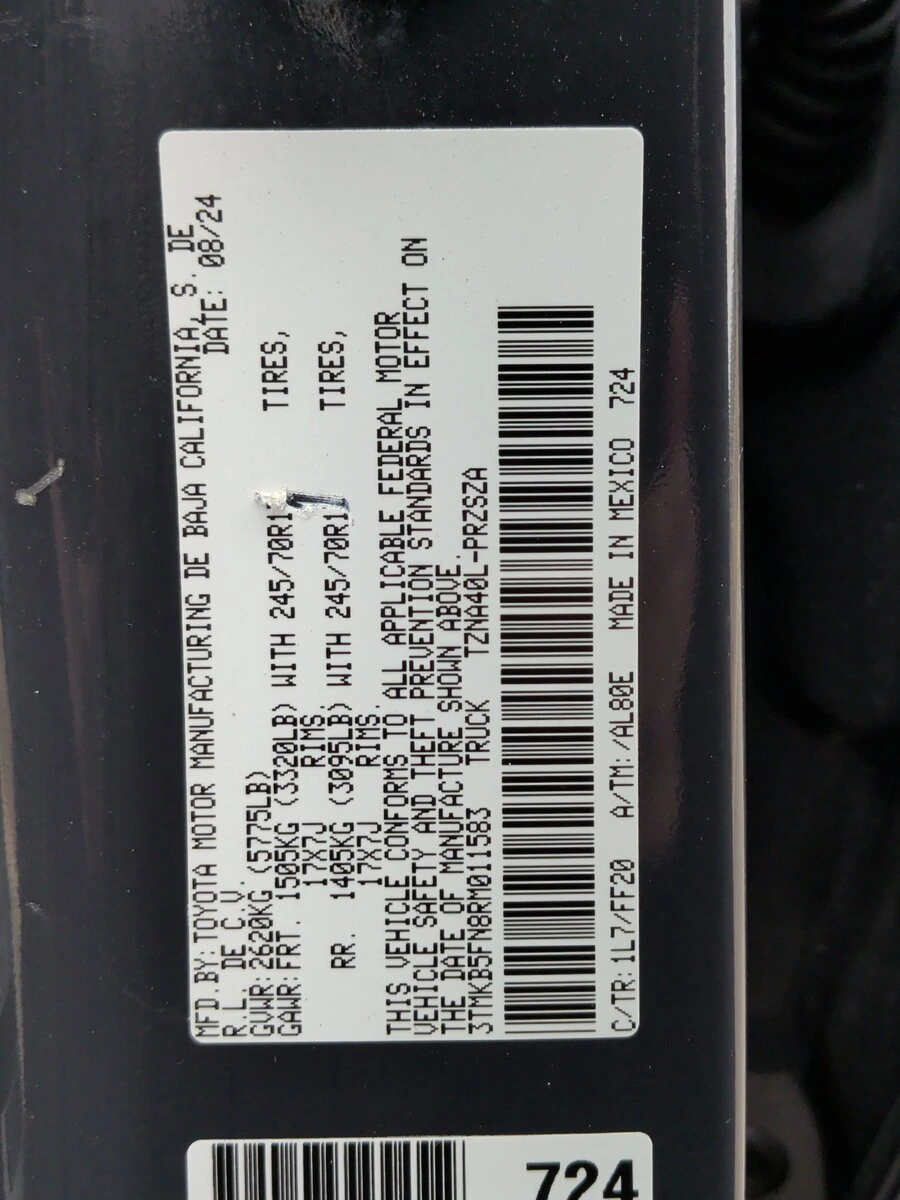 MFD.BY:TOYOTA MOTOR MANUFACTURING DE BAJA CALIFORNIA, S. DE
R.L. DE C.V. DATE: 08/24
GVWR:2620KG (5775LB)
GAWR:FRT. 1505KG (3320LB) WITH 245/70R1 TIRES,
17X7J RIMS
RR. 1405KG (3095LB) WITH 245/70R1 TIRES,
17X7J RIMS.
THIS VEHICLE CONFORMS TO ALL APPLICABLE FEDERAL MOTOR
VEHICLE SAFETY AND THEFT PREVENTION STANDARDS IN EFFECT ON
THE DATE OF MANUFACTURE SHOWN ABOVE.
3TMKB5FN8RM011583 TRUCK TZNA40L-PRZSZA
C/TR:1L7/FF20 A/TM:/AL80E MADE IN MEXICO 724
724